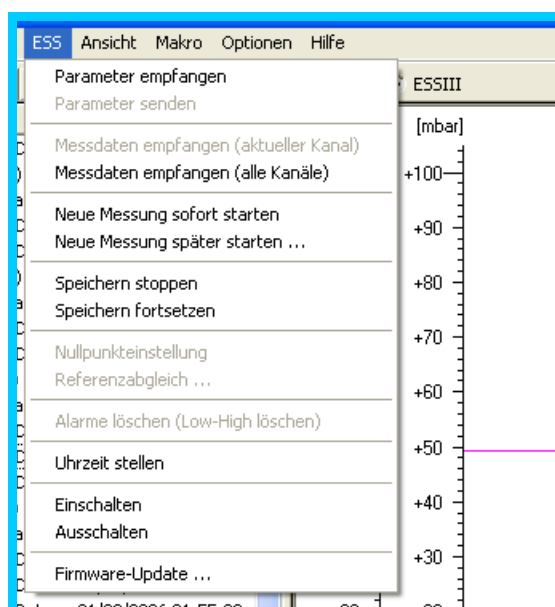 ESS Ansicht Makro Optionen Hilfe
Parameter empfangen
Parameter senden
Messdaten empfangen (aktueller Kanal)
Messdaten empfangen (alle Kanäle)
Neue Messung sofort starten
Neue Messung später starten ...
Speichern stoppen
Speichern fortsetzen
Nullpunkteinstellung
Referenzabgleich ...
Alarme löschen (Low-High löschen)
Uhrzeit stellen
Einschalten
Ausschalten
Firmware-Update ...
ESSIII
[mbar]
+100
+90
+80
+70
+60
+50
+40
+30